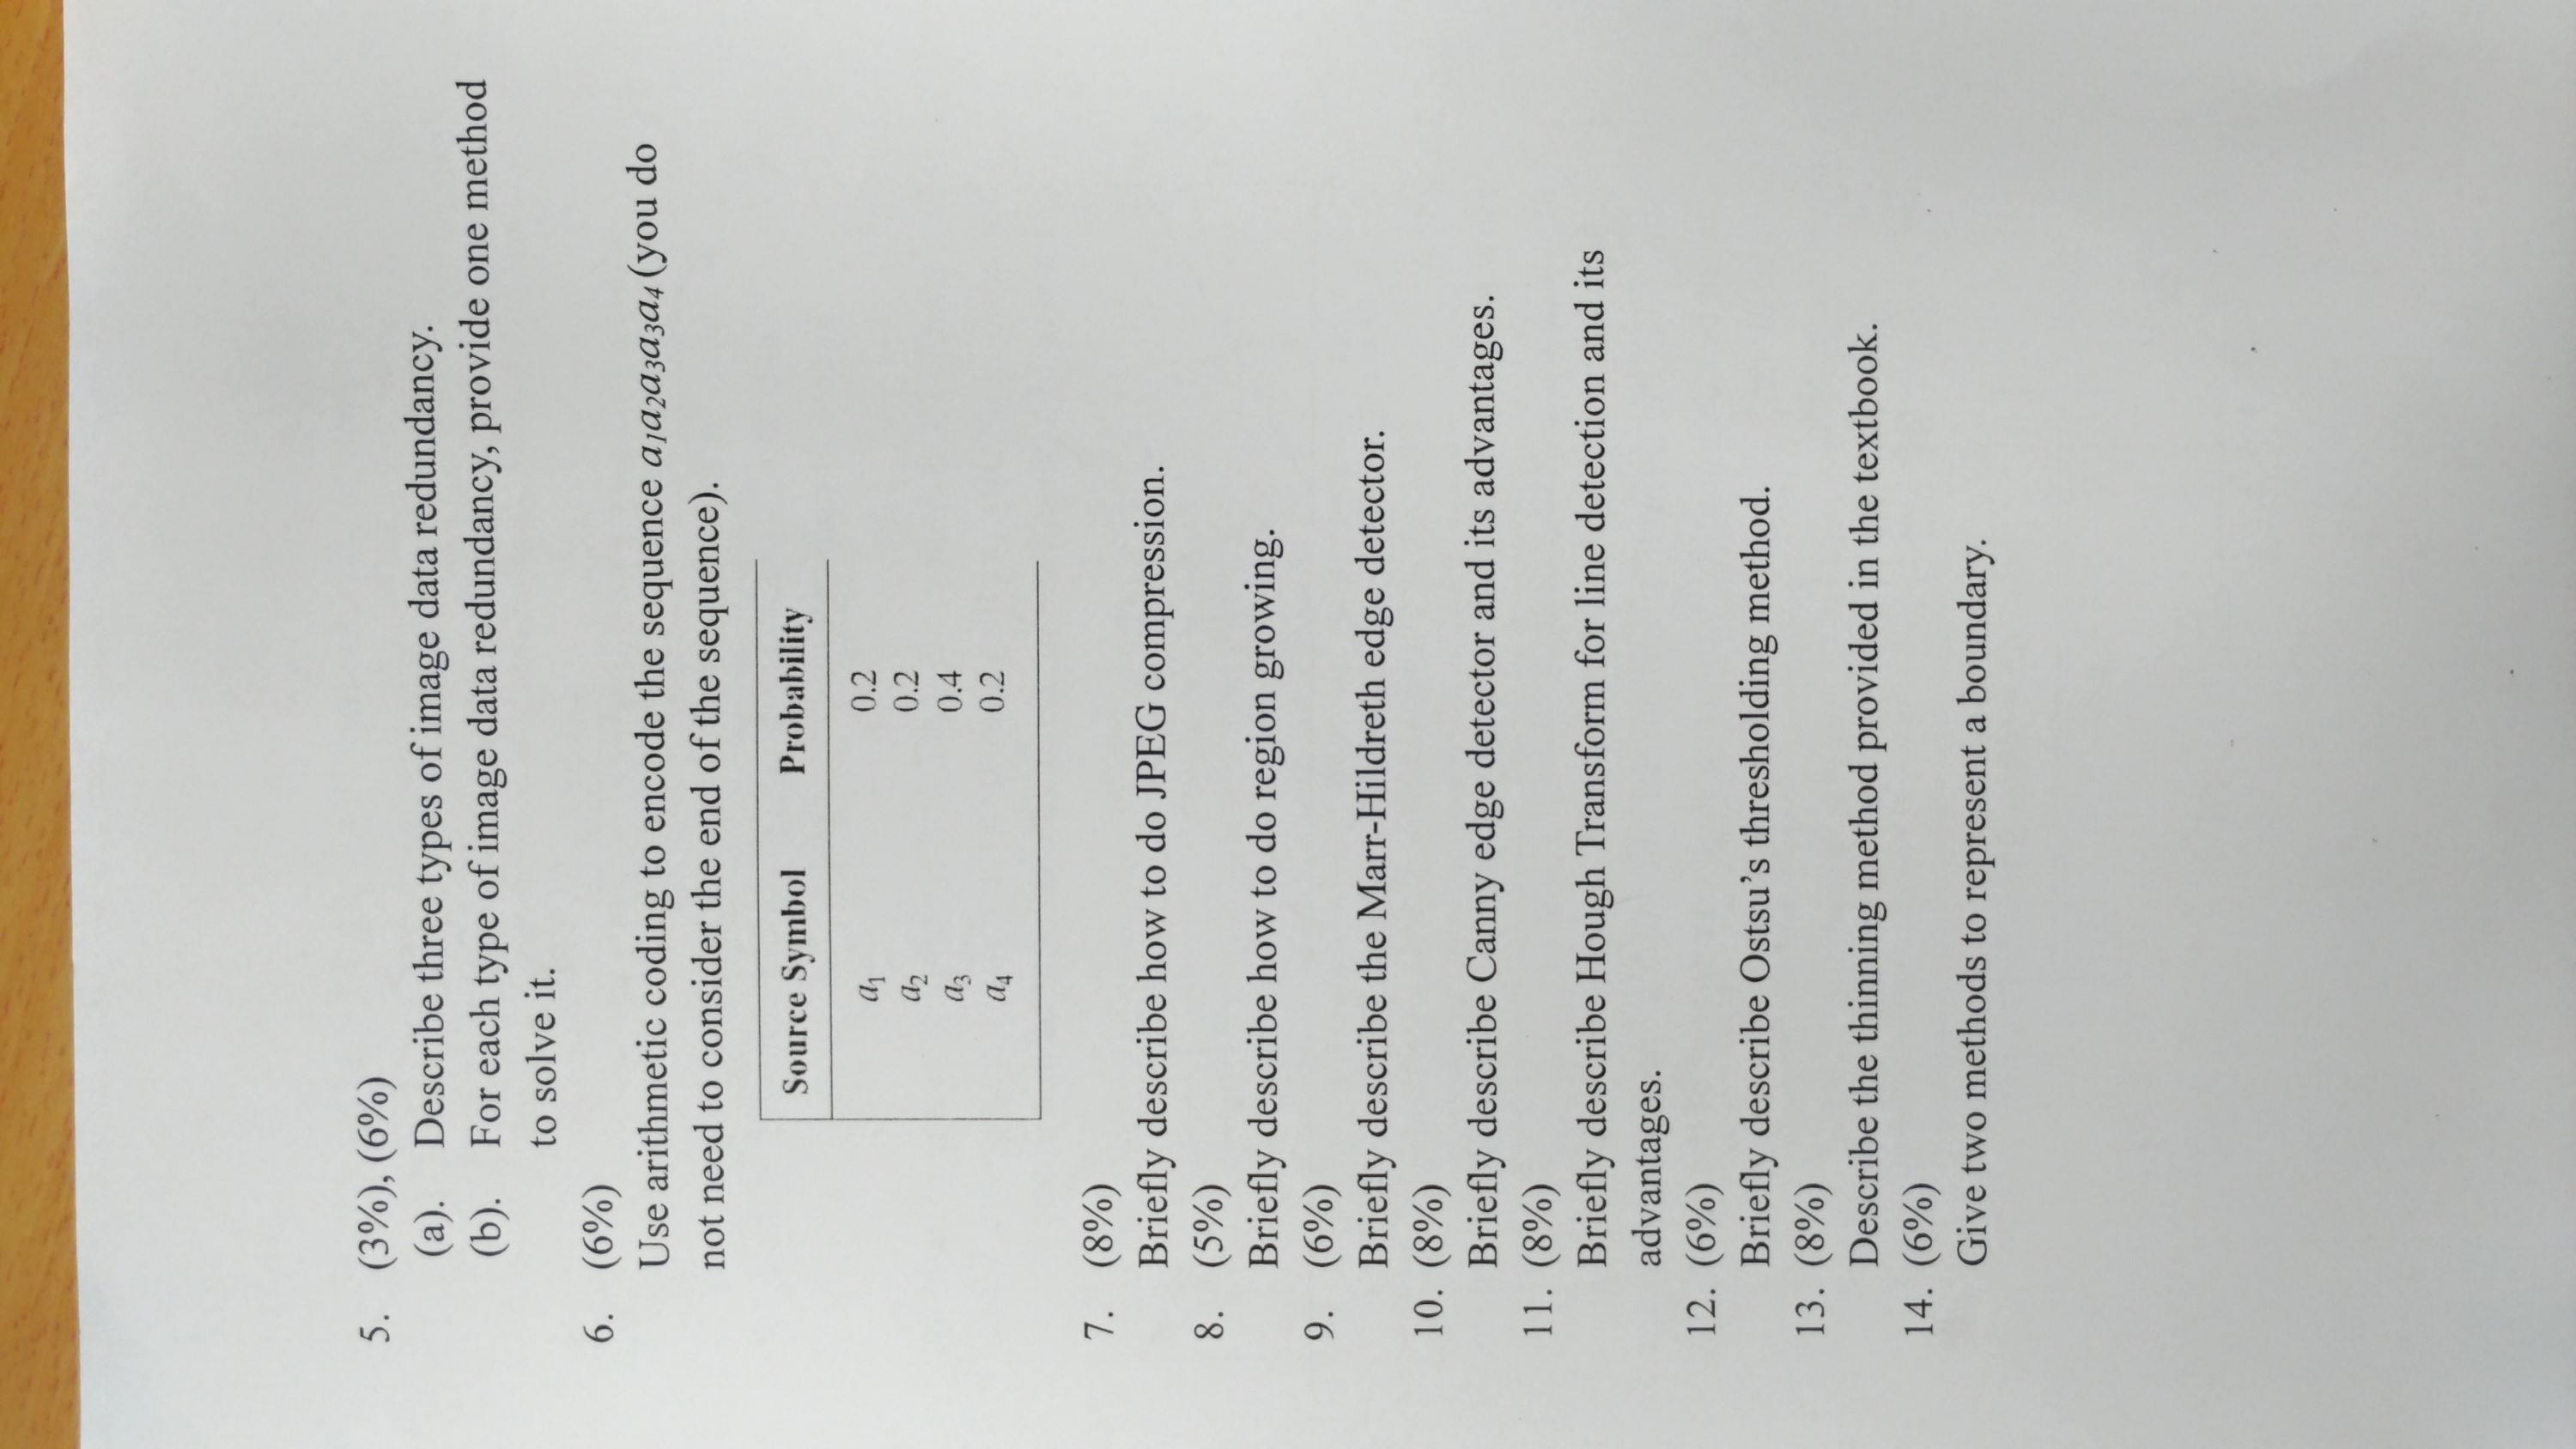 5. (3%), (6%)
(a). Describe three types of image data redundancy.
(b). For each type of image data redundancy, provide one method
to solve it.
6. (6%)
Use arithmetic coding to encode the sequence a₁a₂a₃a₃a₄ (you do
not need to consider the end of the sequence).
Source Symbol Probability
a₁ 0.2
a₂ 0.2
a₃ 0.4
a₄ 0.2
7. (8%)
Briefly describe how to do JPEG compression.
8. (5%)
Briefly describe how to do region growing.
9. (6%)
Briefly describe the Marr-Hildreth edge detector.
10. (8%)
Briefly describe Canny edge detector and its advantages.
11. (8%)
Briefly describe Hough Transform for line detection and its
advantages.
12. (6%)
Briefly describe Ostsu's thresholding method.
13. (8%)
Describe the thinning method provided in the textbook.
14. (6%)
Give two methods to represent a boundary.